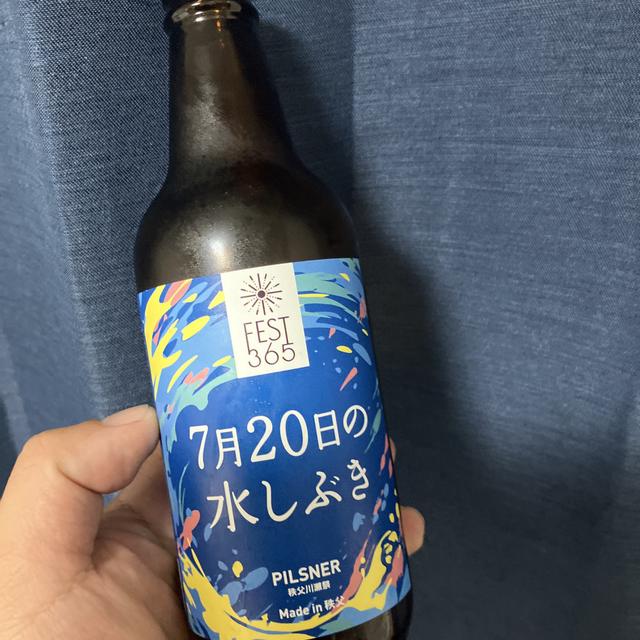 FEST
365
7月20日の
水しぶき
PILSNER
秩父川瀬祭
Made in 秩父